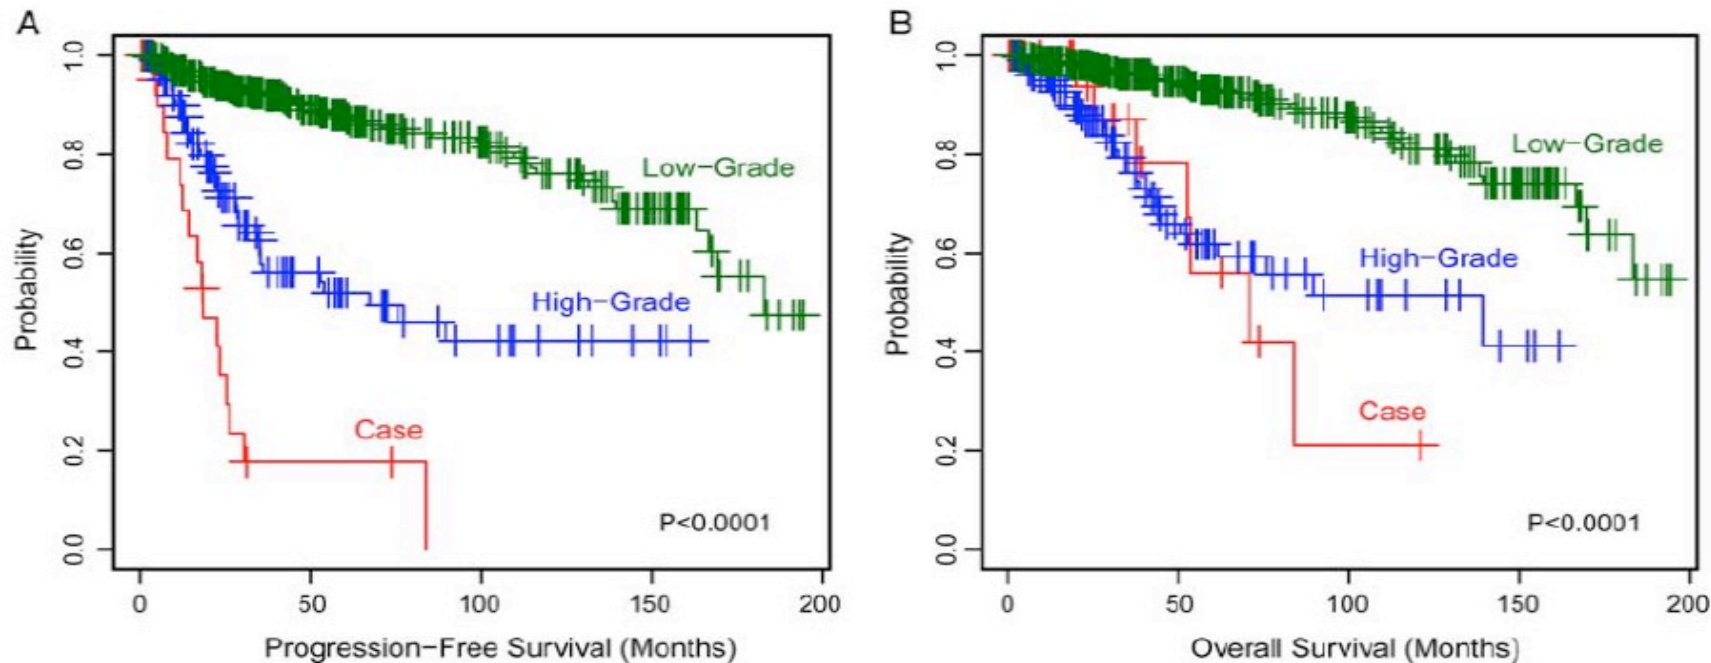 A
Probability
1.0
0.8
0.6
0.4
0.2
0.0
Low-Grade
High-Grade
Case
P<0.0001
0 50 100 150 200
Progression-Free Survival (Months)
B
Probability
1.0
0.8
0.6
0.4
0.2
0.0
Low-Grade
High-Grade
Case
P<0.0001
0 50 100 150 200
Overall Survival (Months)